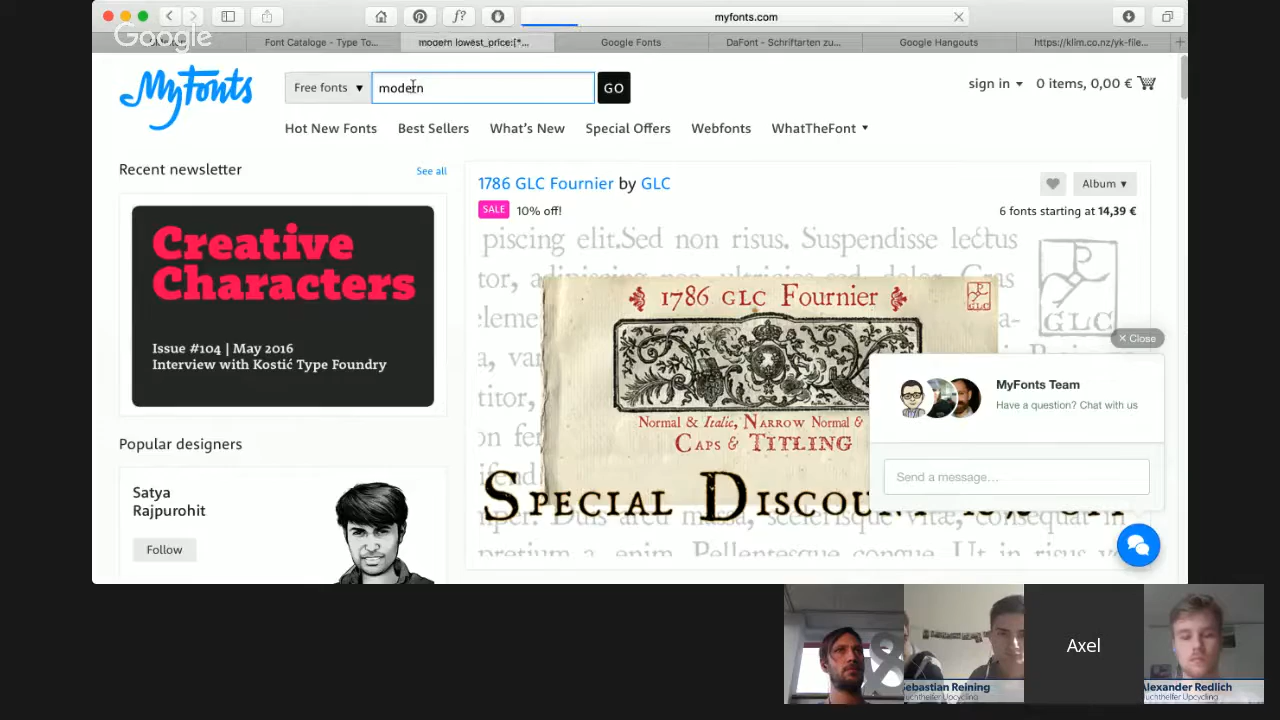 myfonts.com
Google
Font Cataloge - Type To...
modern lowest_price:[*...
Google Fonts
DaFont - Schriftarten zu...
Google Hangouts
https://klim.co.nz/yk-file...
MyFonts
Free fonts ▼
modern
GO
sign in ▾
0 items, 0,00 €
Hot New Fonts
Best Sellers
What's New
Special Offers
Webfonts
WhatTheFont ▾
Recent newsletter
See all
Creative
Characters
Issue #104 | May 2016
Interview with Kostić Type Foundry
Popular designers
Satya
Rajpurohit
Follow
1786 GLC Fournier by GLC
Album ▾
SALE 10% off!
6 fonts starting at 14,39 €
piscing elit.Sed non risus. Suspendisse lectus
1786 GLC Fournier
GLC
Normal & Italic, Narrow Normal &
Caps & Titling
Special Discou
✕ Close
MyFonts Team
Have a question? Chat with us
Send a message…
Sebastian Reining
Axel
Alexander Redlich